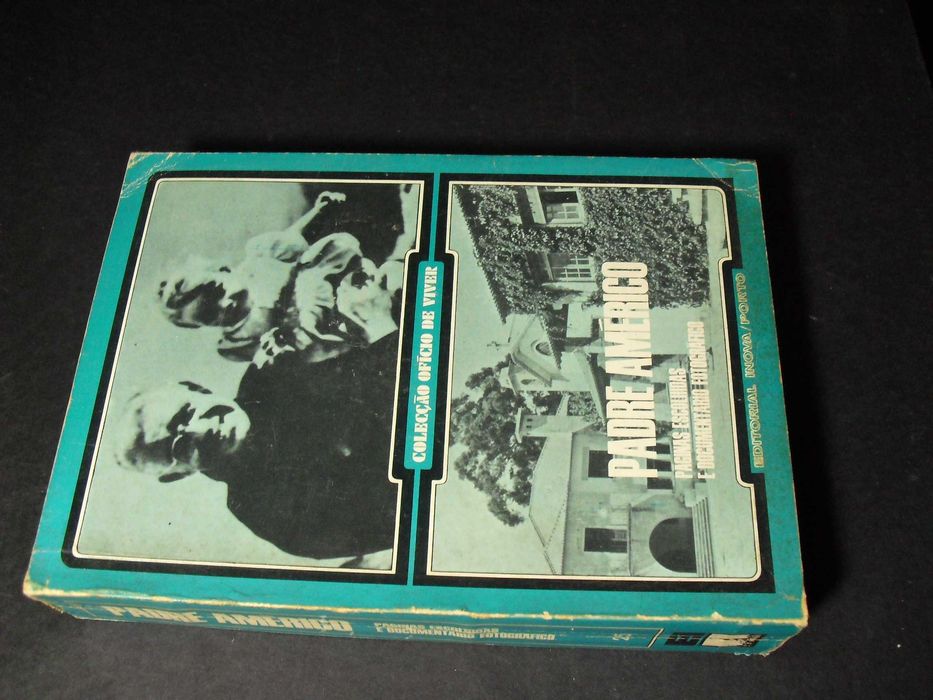 COLECÇÃO OFÍCIO DE VIVER
PADRE AMÉRICO
PÁGINAS ESCOLHIDAS
E DOCUMENTÁRIO FOTOGRÁFICO
EDITORIAL INOVA/PORTO
PADRE AMÉRICO
PÁGINAS ESCOLHIDAS
E DOCUMENTÁRIO FOTOGRÁFICO